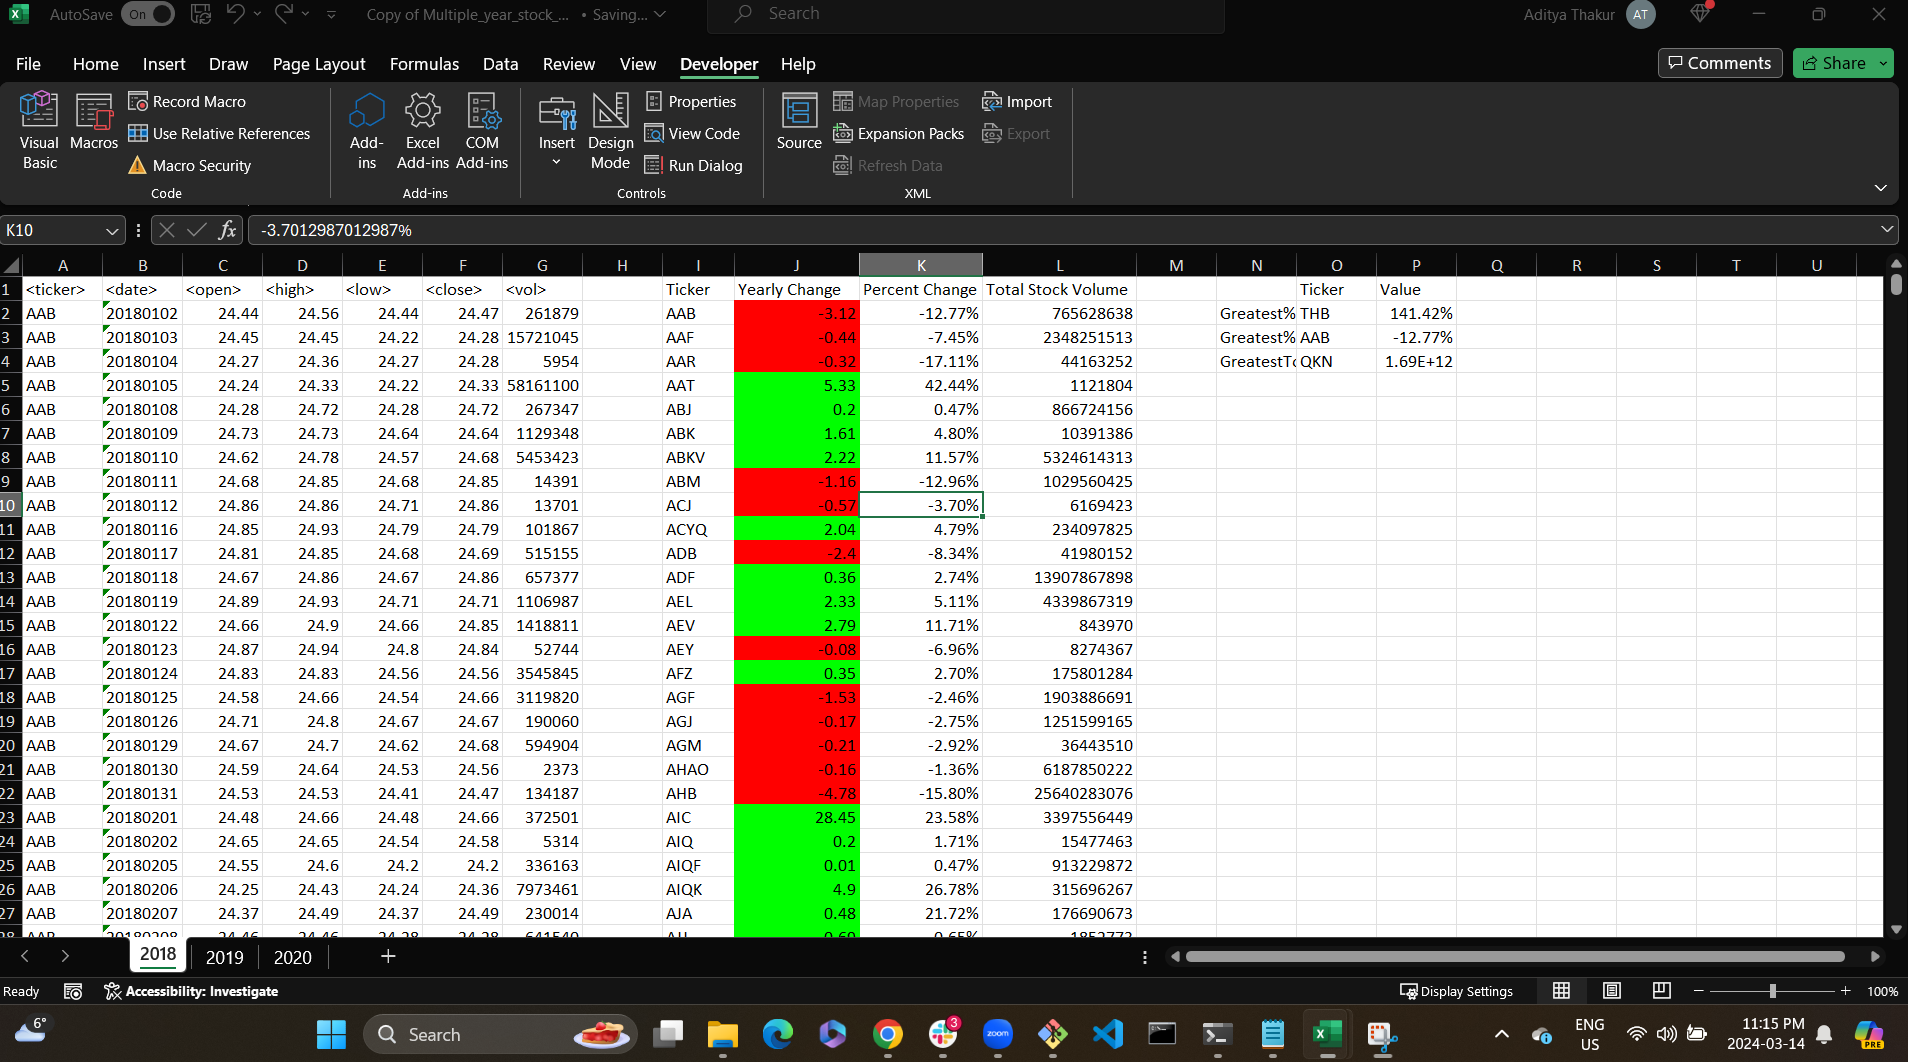 AutoSave On Copy of Multiple_year_stock_... • Saving... Search Aditya Thakur AT
File Home Insert Draw Page Layout Formulas Data Review View Developer Help Comments Share
Visual Basic
Macros
Record Macro
Use Relative References
Macro Security
Code
Add-ins
Excel Add-ins
COM Add-ins
Add-ins
Insert
Design Mode
Properties
View Code
Run Dialog
Controls
Source
Map Properties
Expansion Packs
Refresh Data
Import
Export
XML
K10 fx -3.7012987012987%
A B C D E F G H I J K L M N O P Q R S T U
1 <ticker> <date> <open> <high> <low> <close> <vol> Ticker Yearly Change Percent Change Total Stock Volume Ticker Value
2 AAB 20180102 24.44 24.56 24.44 24.47 261879 AAB -3.12 -12.77% 765628638 Greatest% THB 141.42%
3 AAB 20180103 24.45 24.45 24.22 24.28 15721045 AAF -0.44 -7.45% 2348251513 Greatest% AAB -12.77%
4 AAB 20180104 24.27 24.36 24.27 24.28 5954 AAR -0.32 -17.11% 44163252 GreatestTo QKN 1.69E+12
5 AAB 20180105 24.24 24.33 24.22 24.33 58161100 AAT 5.33 42.44% 1121804
6 AAB 20180108 24.28 24.72 24.28 24.72 267347 ABJ 0.2 0.47% 866724156
7 AAB 20180109 24.73 24.73 24.64 24.64 1129348 ABK 1.61 4.80% 10391386
8 AAB 20180110 24.62 24.78 24.57 24.68 5453423 ABKV 2.22 11.57% 5324614313
9 AAB 20180111 24.68 24.85 24.68 24.85 14391 ABM -1.16 -12.96% 1029560425
10 AAB 20180112 24.86 24.86 24.71 24.86 13701 ACJ -0.57 -3.70% 6169423
11 AAB 20180116 24.85 24.93 24.79 24.79 101867 ACYQ 2.04 4.79% 234097825
12 AAB 20180117 24.81 24.85 24.68 24.69 515155 ADB -2.4 -8.34% 41980152
13 AAB 20180118 24.67 24.86 24.67 24.86 657377 ADF 0.36 2.74% 13907867898
14 AAB 20180119 24.89 24.93 24.71 24.71 1106987 AEL 2.33 5.11% 4339867319
15 AAB 20180122 24.66 24.9 24.66 24.85 1418811 AEV 2.79 11.71% 843970
16 AAB 20180123 24.87 24.94 24.8 24.84 52744 AEY -0.08 -6.96% 8274367
17 AAB 20180124 24.83 24.83 24.56 24.56 3545845 AFZ 0.35 2.70% 175801284
18 AAB 20180125 24.58 24.66 24.54 24.66 3119820 AGF -1.53 -2.46% 1903886691
19 AAB 20180126 24.71 24.8 24.67 24.67 190060 AGJ -0.17 -2.75% 1251599165
20 AAB 20180129 24.67 24.7 24.62 24.68 594904 AGM -0.21 -2.92% 36443510
21 AAB 20180130 24.59 24.64 24.53 24.56 2373 AHAO -0.16 -1.36% 6187850222
22 AAB 20180131 24.53 24.53 24.41 24.47 134187 AHB -4.78 -15.80% 25640283076
23 AAB 20180201 24.48 24.66 24.48 24.66 372501 AIC 28.45 23.58% 3397556449
24 AAB 20180202 24.65 24.65 24.54 24.58 5314 AIQ 0.2 1.71% 15477463
25 AAB 20180205 24.55 24.6 24.2 24.2 336163 AIQF 0.01 0.47% 913229872
26 AAB 20180206 24.25 24.43 24.24 24.36 7973461 AIQK 4.9 26.78% 315696267
27 AAB 20180207 24.37 24.49 24.37 24.49 230014 AJA 0.48 21.72% 176690673
2018 2019 2020
Ready Accessibility: Investigate Display Settings 100%
6° Search 3 zoom ENG US 11:15 PM 2024-03-14 PRE